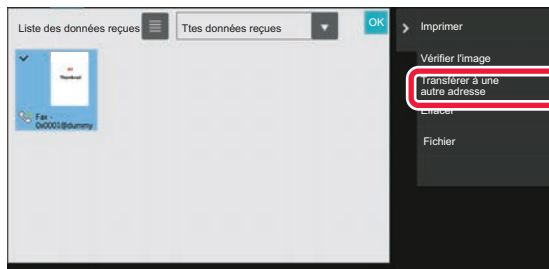 Liste des données reçues
Ttes données reçues
OK
Thumbnail
Fax -
0x0001@dummy
Imprimer
Vérifier l'image
Transférer à une
autre adresse
Effacer
Fichier